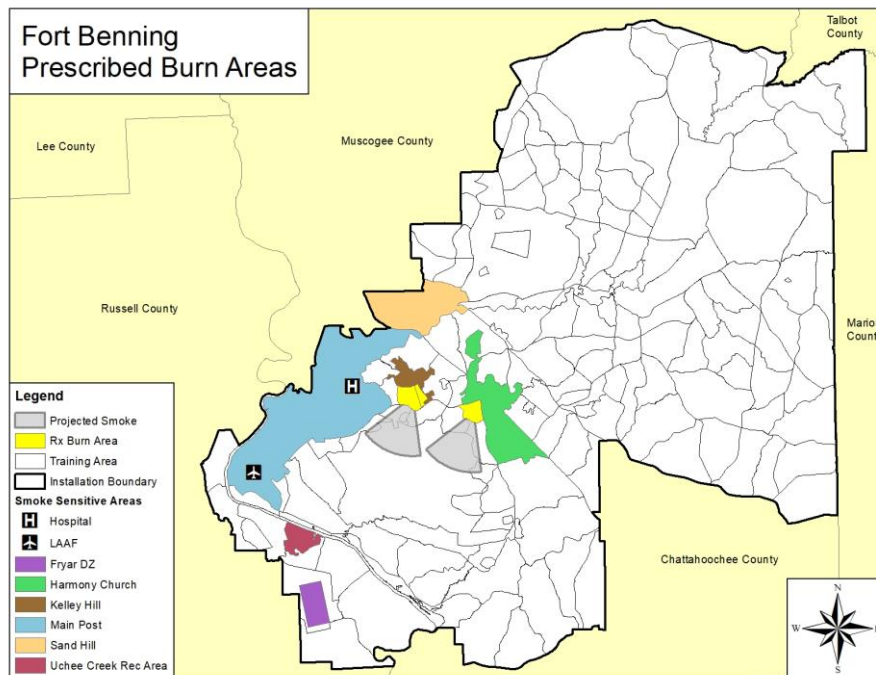 Fort Benning
Prescribed Burn Areas
Talbot
County
Lee County
Muscogee County
Russell County
Marion
County
Chattahoochee County
Legend
Projected Smoke
Rx Burn Area
Training Area
Installation Boundary
Smoke Sensitive Areas
H Hospital
LAAF
Fryar DZ
Harmony Church
Kelley Hill
Main Post
Sand Hill
Uchee Creek Rec Area
H
N
W E
S